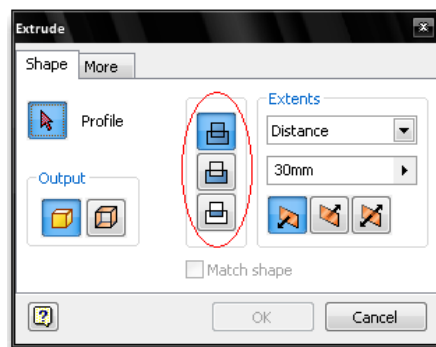 Extrude
Shape
More
Profile
Output
Extents
Distance
30mm
Match shape
OK
Cancel